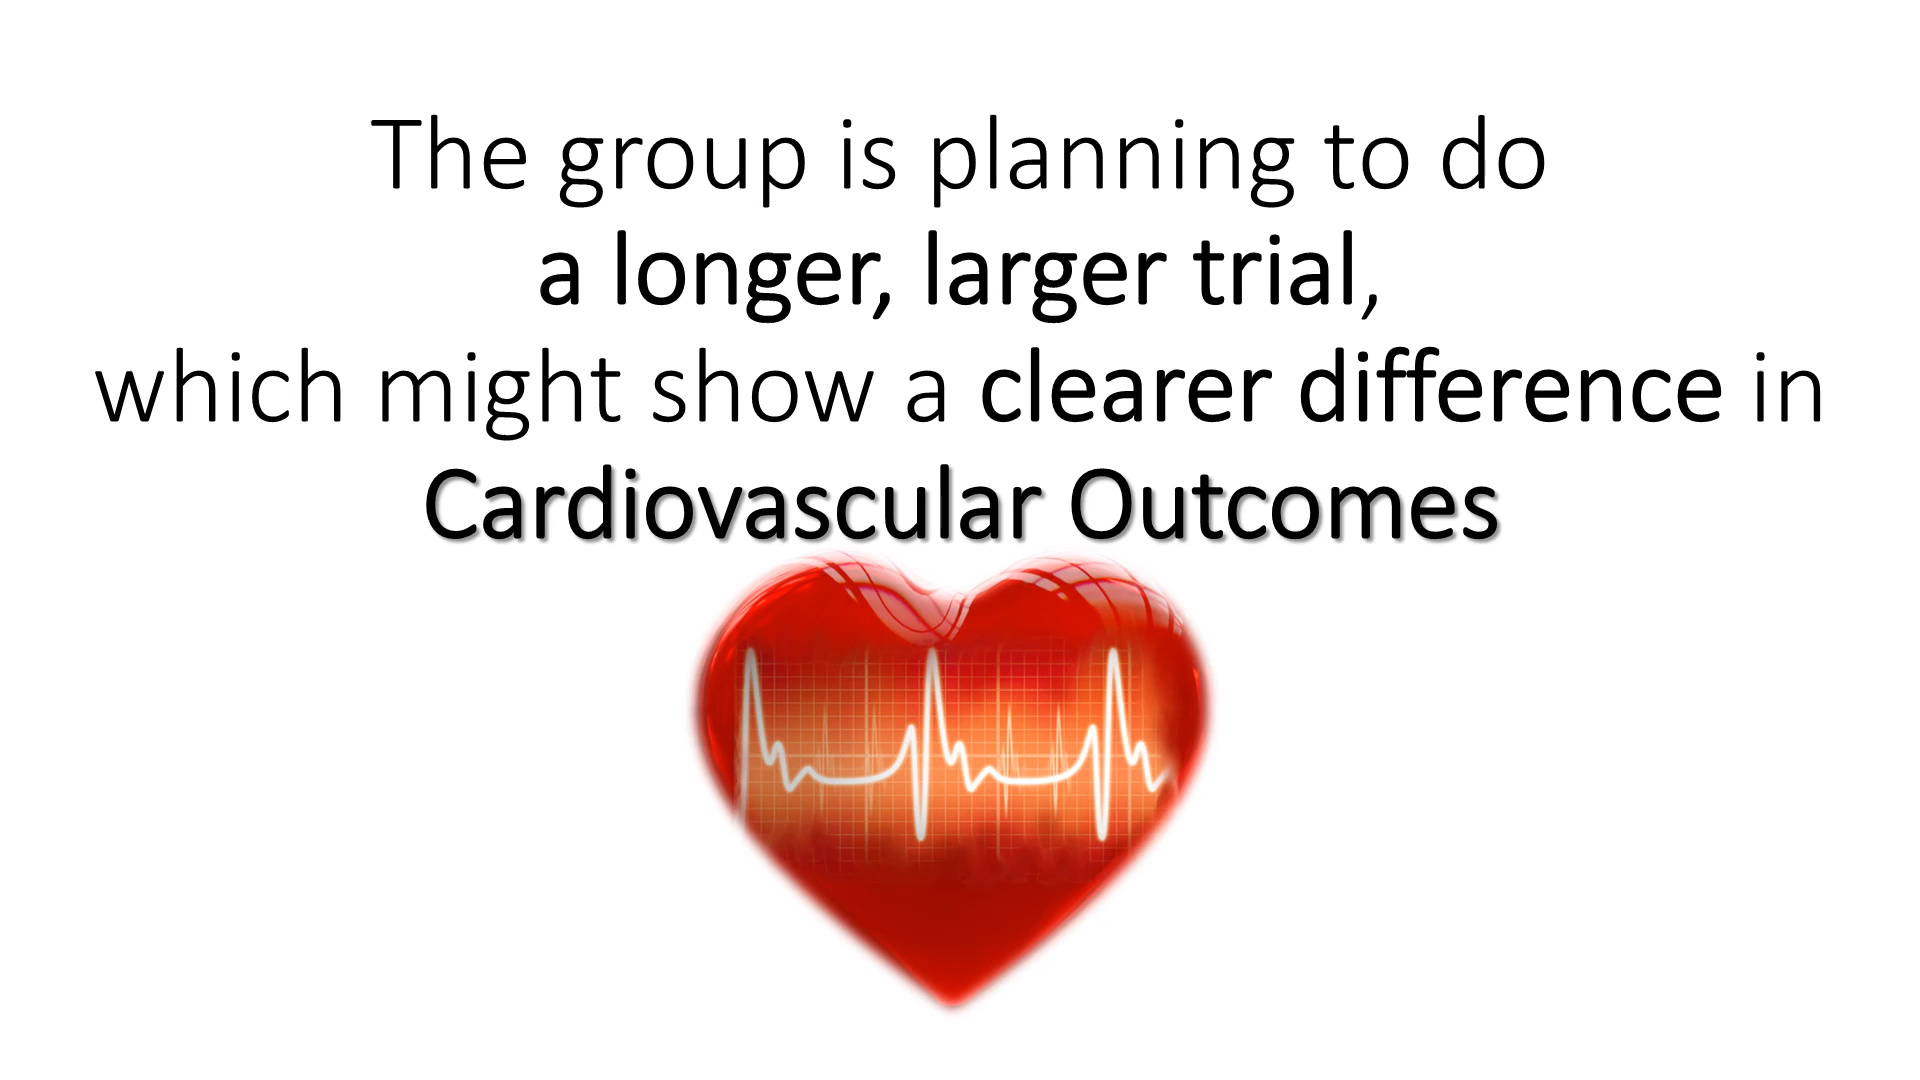 The group is planning to do
a longer, larger trial,
which might show a clearer difference in
Cardiovascular Outcomes